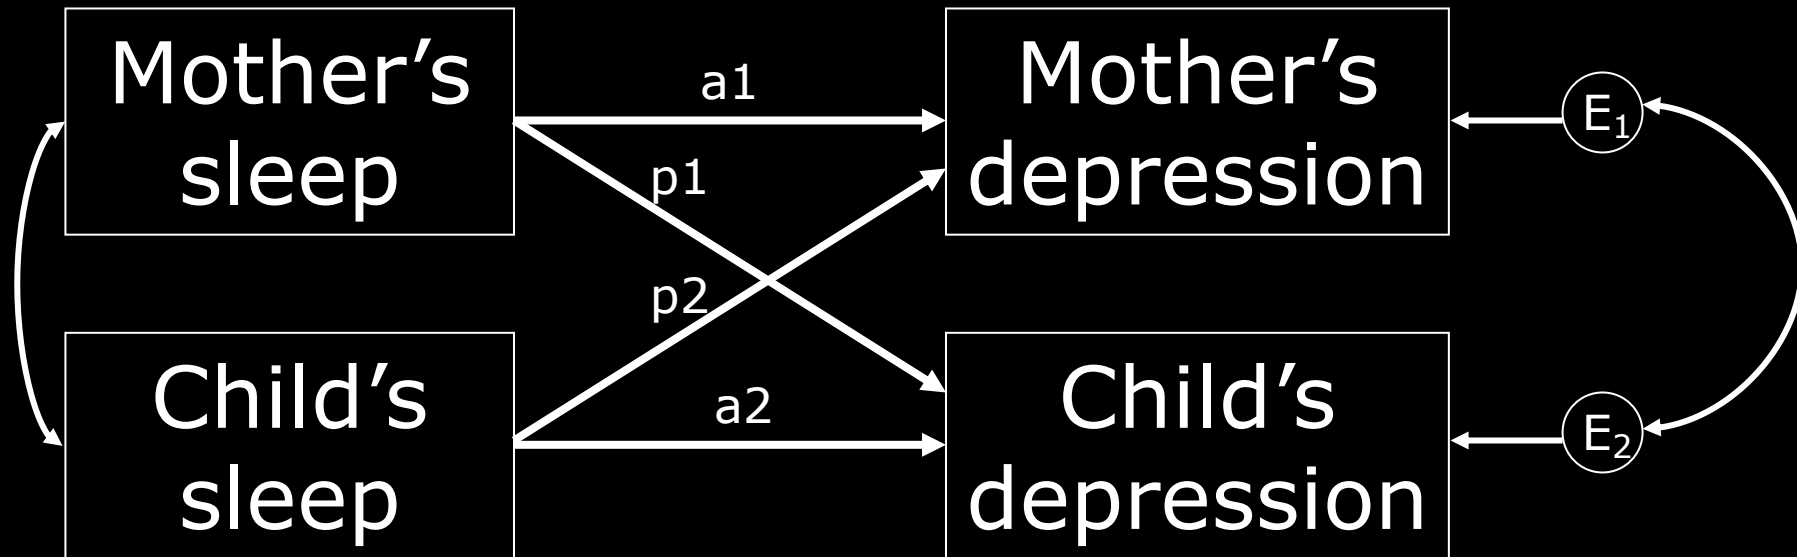 Mother’s
sleep
a1
Mother’s
depression
E₁
p1
p2
Child’s
sleep
a2
Child’s
depression
E₂